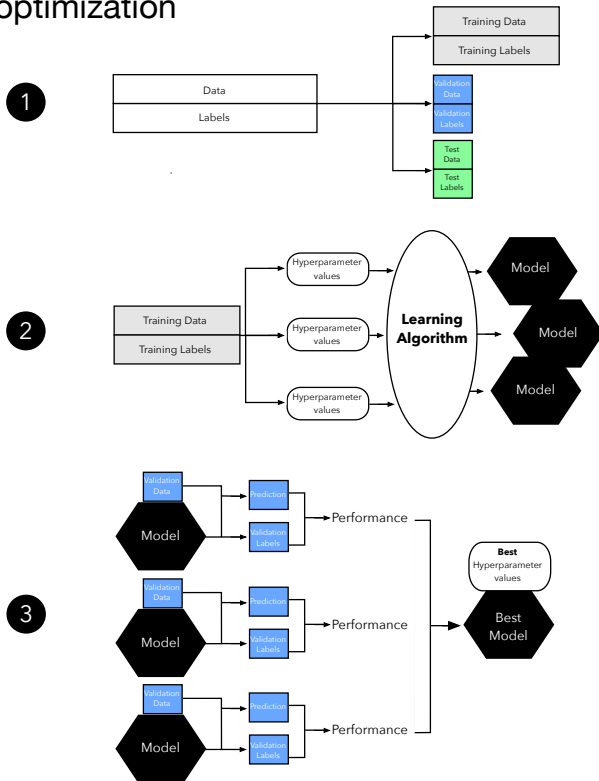 optimization
1
Data
Labels
Training Data
Training Labels
Validation
Data
Validation
Labels
Test
Data
Test
Labels
2
Training Data
Training Labels
Hyperparameter
values
Hyperparameter
values
Hyperparameter
values
Learning
Algorithm
Model
Model
Model
3
Validation
Data
Model
Prediction
Validation
Labels
Performance
Validation
Data
Model
Prediction
Validation
Labels
Performance
Validation
Data
Model
Prediction
Validation
Labels
Performance
Best
Hyperparameter
values
Best
Model